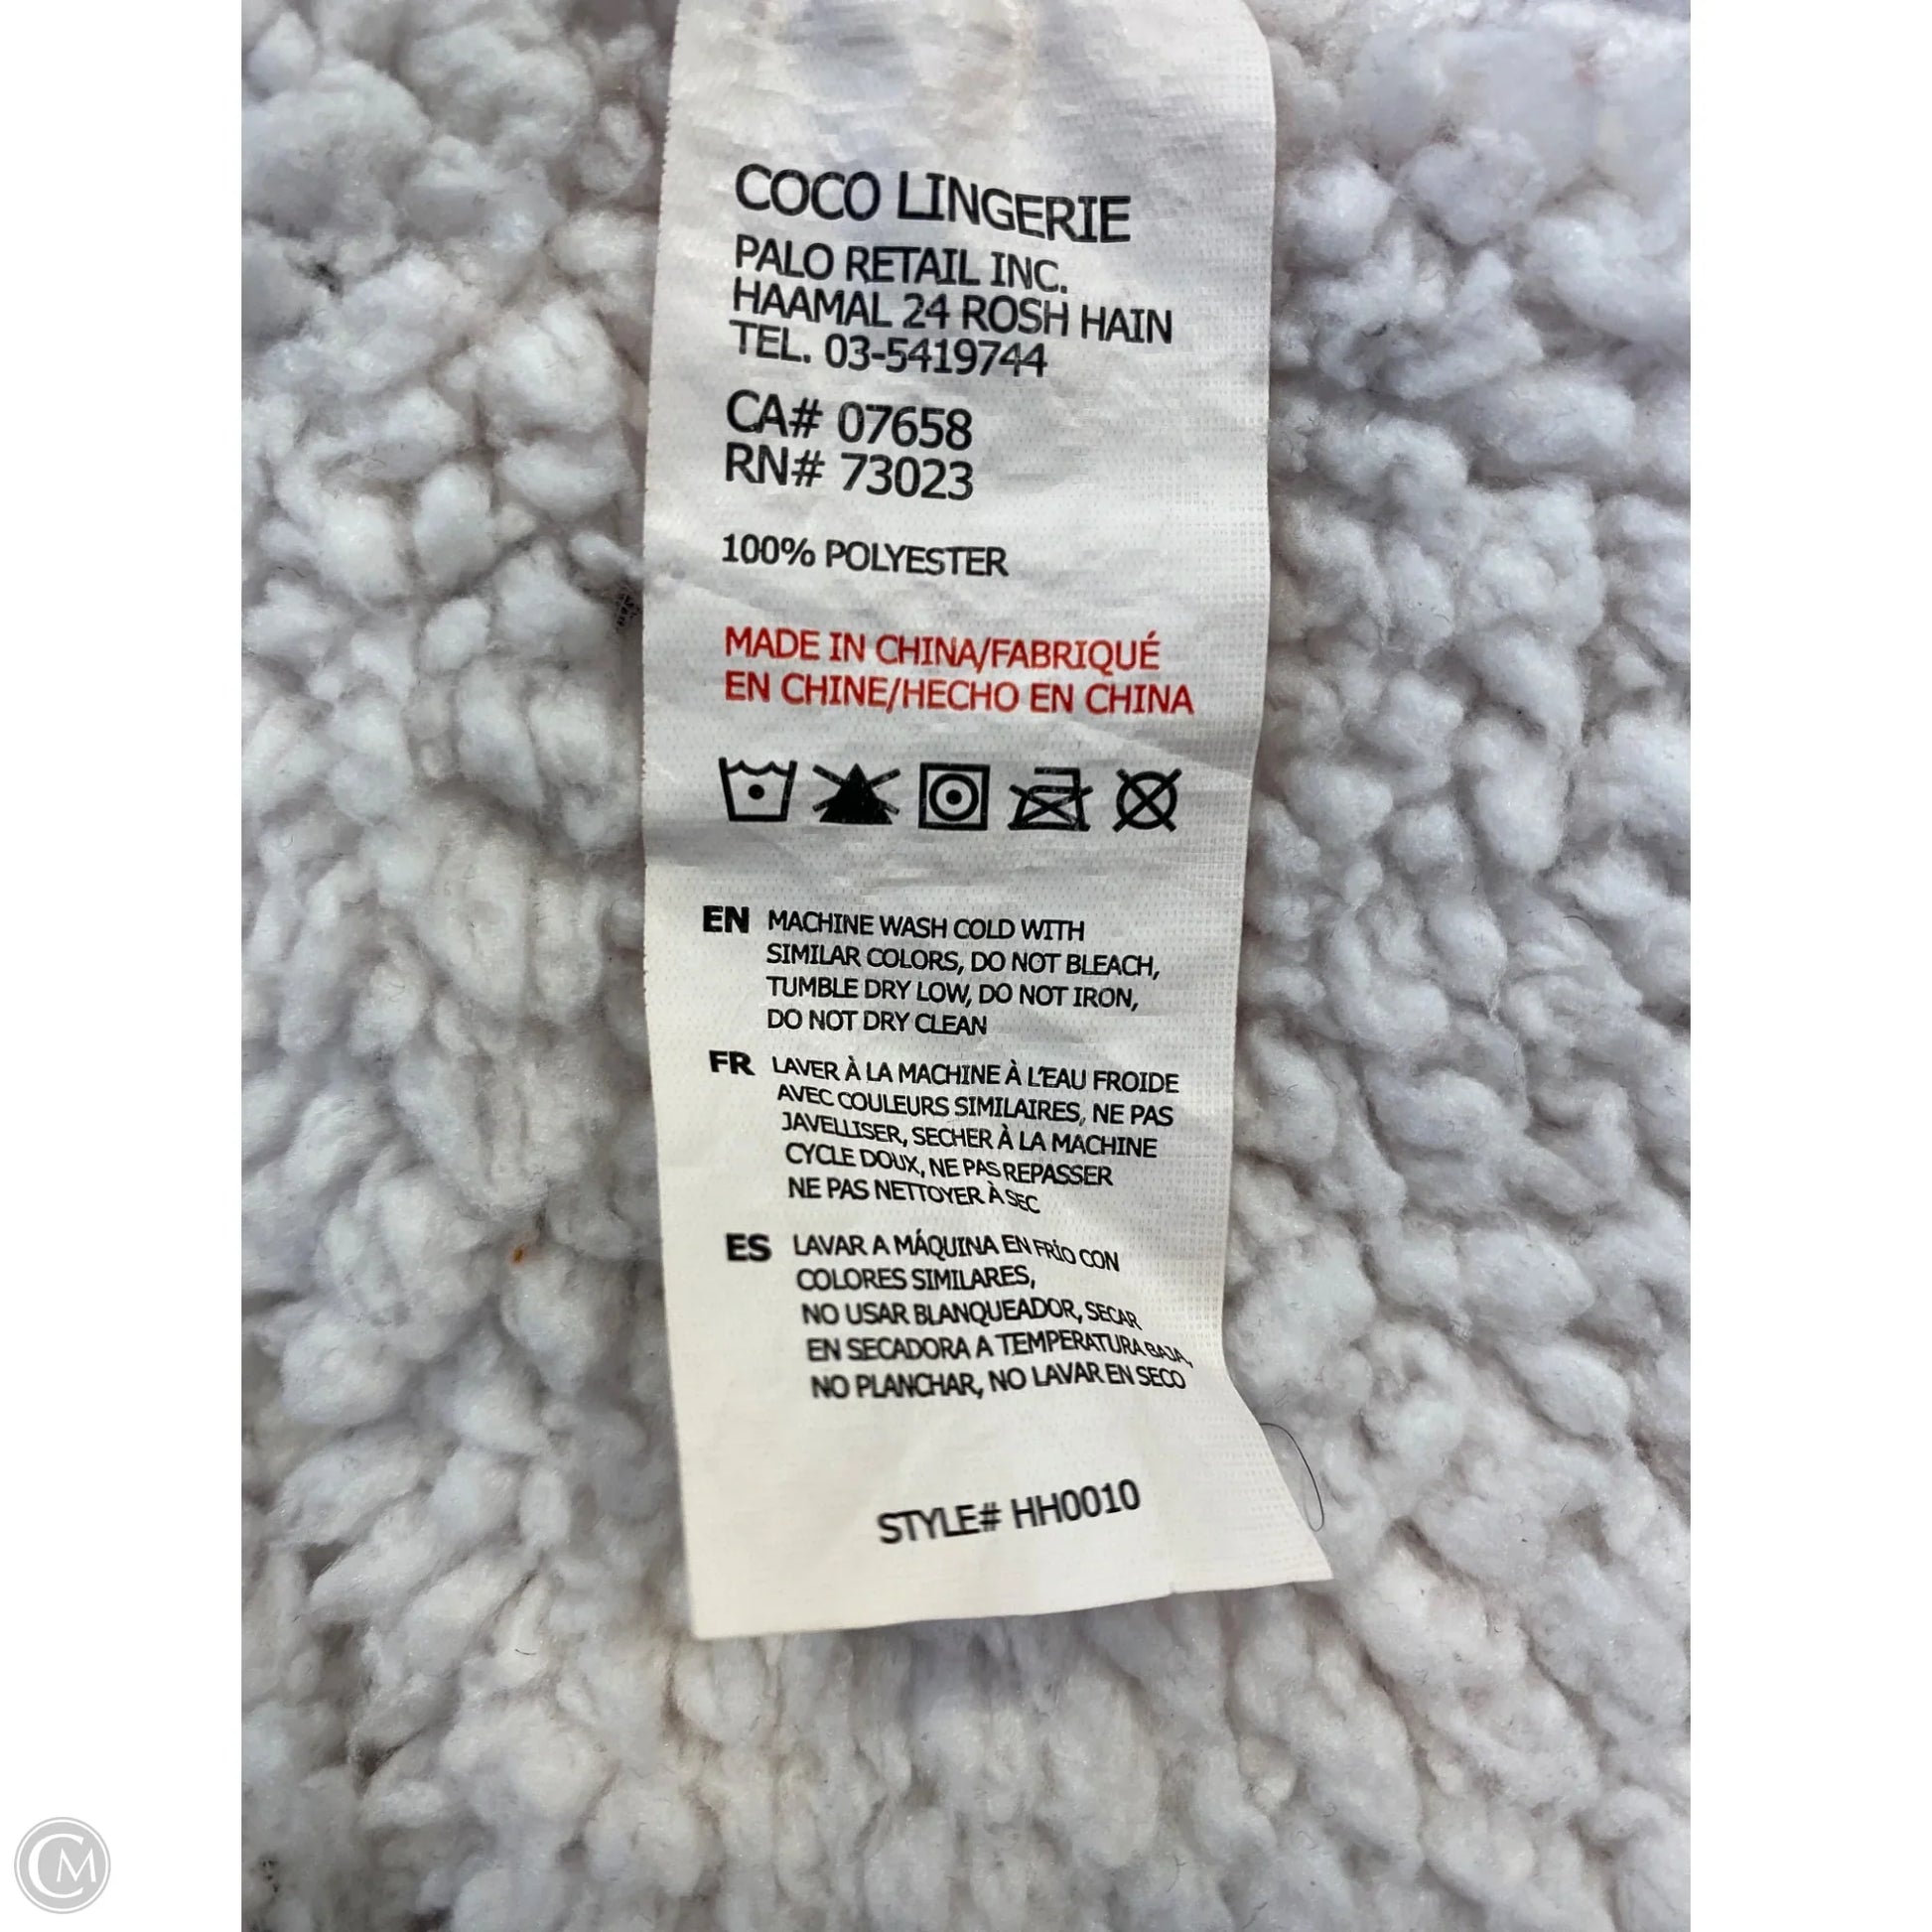 COCO LINGERIE
PALO RETAIL INC.
HAAMAL 24 ROSH HAIN
TEL. 03-5419744
CA# 07658
RN# 73023
100% POLYESTER
MADE IN CHINA/FABRIQUÉ
EN CHINE/HECHO EN CHINA
EN MACHINE WASH COLD WITH
SIMILAR COLORS, DO NOT BLEACH,
TUMBLE DRY LOW, DO NOT IRON,
DO NOT DRY CLEAN
FR LAVER À LA MACHINE À L'EAU FROIDE
AVEC COULEURS SIMILAIRES, NE PAS
JAVELLISER, SECHER À LA MACHINE
CYCLE DOUX, NE PAS REPASSER
NE PAS NETTOYER À SEC
ES LAVAR A MÁQUINA EN FRÍO CON
COLORES SIMILARES,
NO USAR BLANQUEADOR, SECAR
EN SECADORA A TEMPERATURA BAJA,
NO PLANCHAR, NO LAVAR EN SECO
STYLE# HH0010
CM